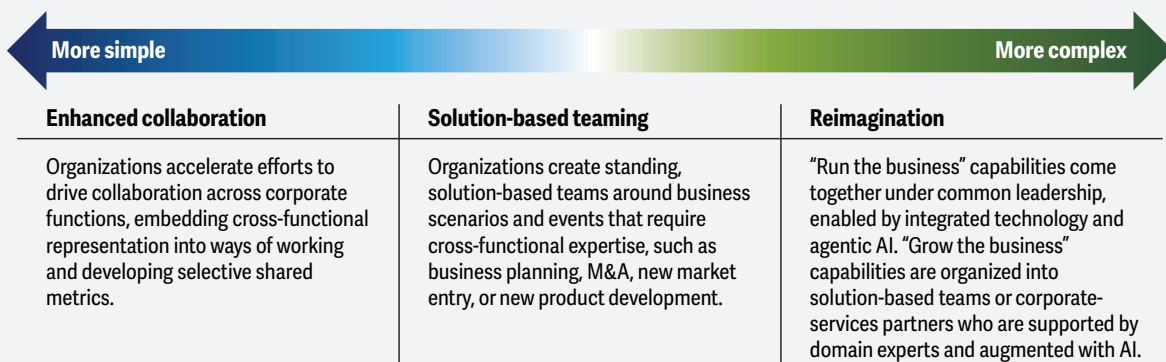 More simple
More complex
Enhanced collaboration
Organizations accelerate efforts to
drive collaboration across corporate
functions, embedding cross-functional
representation into ways of working
and developing selective shared
metrics.
Solution-based teaming
Organizations create standing,
solution-based teams around business
scenarios and events that require
cross-functional expertise, such as
business planning, M&A, new market
entry, or new product development.
Reimagination
“Run the business” capabilities come
together under common leadership,
enabled by integrated technology and
agentic AI. “Grow the business”
capabilities are organized into
solution-based teams or corporate-
services partners who are supported by
domain experts and augmented with AI.